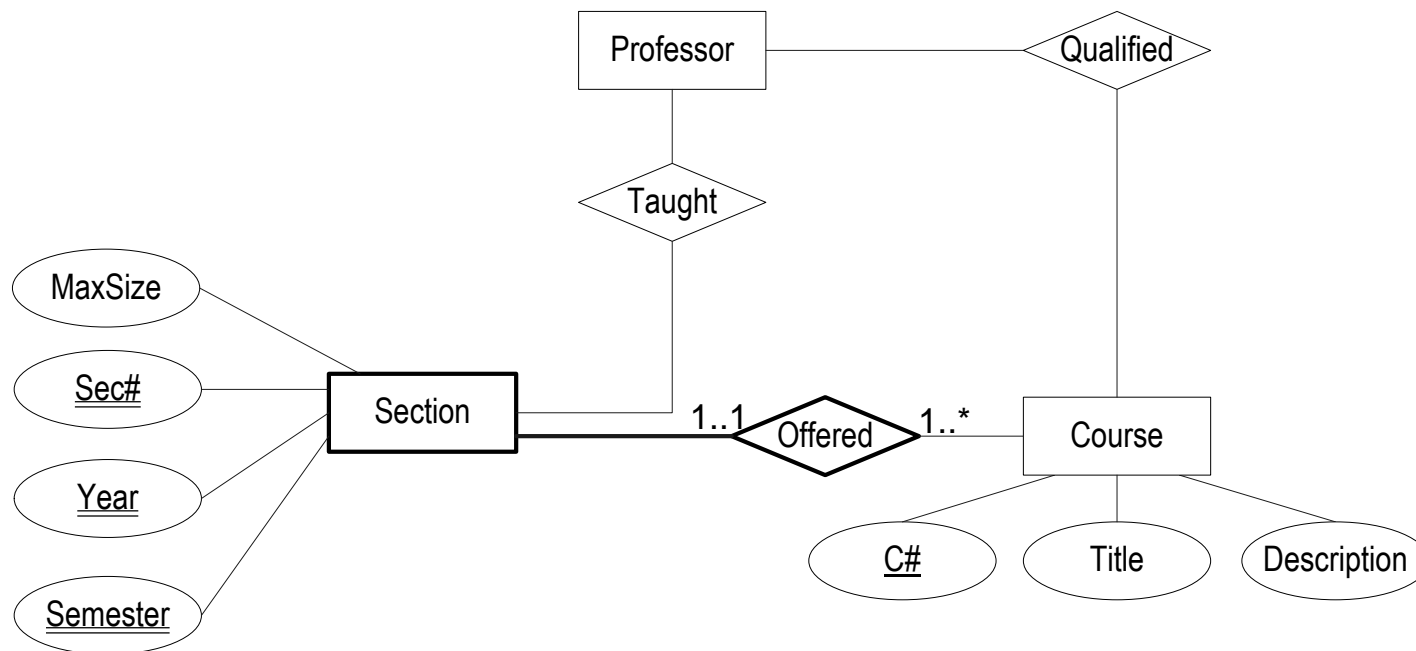 Professor
Qualified
Taught
MaxSize
Sec#
Section
1..1
Offered
1..*
Course
Year
C#
Title
Description
Semester